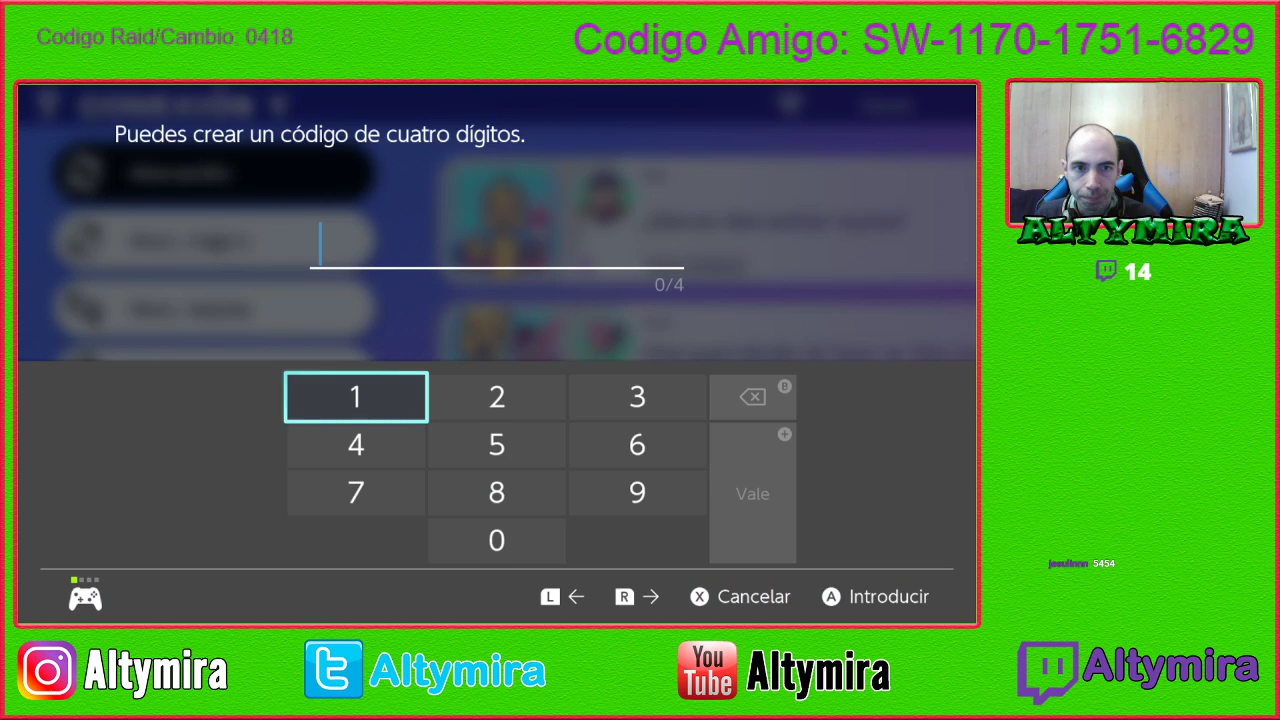 Codigo Raid/Cambio: 0418
Codigo Amigo: SW-1170-1751-6829
Puedes crear un código de cuatro dígitos.
0/4
1 2 3 B
4 5 6 +
7 8 9 Vale
0
L ← R → X Cancelar A Introducir
ALTYMIRA
14
jesulinnn 5454
Altymira
Altymira
You Tube Altymira
Altymira